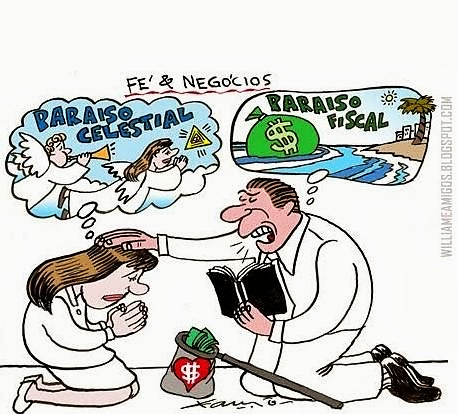 FÉ & NEGÓCIOS
PARAISO
CELESTIAL
PARAISO
FISCAL
$
WILLIAMEAMIGOS.BLOGSPOT.COM
$